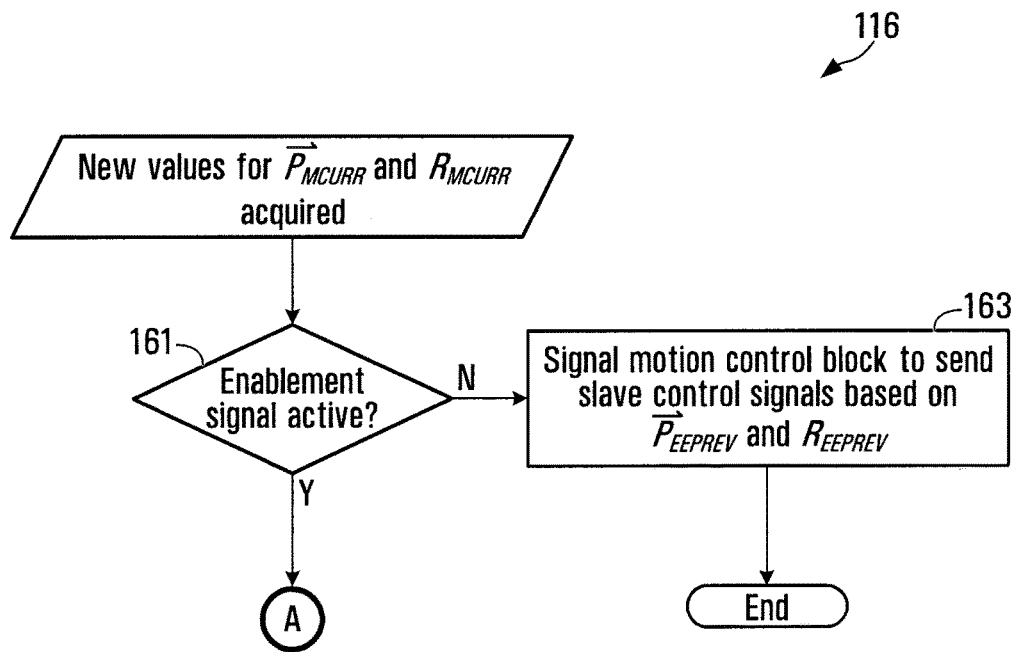 116
New values for P⃗MCURR and RMCURR
acquired
161
Enablement
signal active?
N
Y
163
Signal motion control block to send
slave control signals based on
P⃗EEPREV and REEPREV
A
End